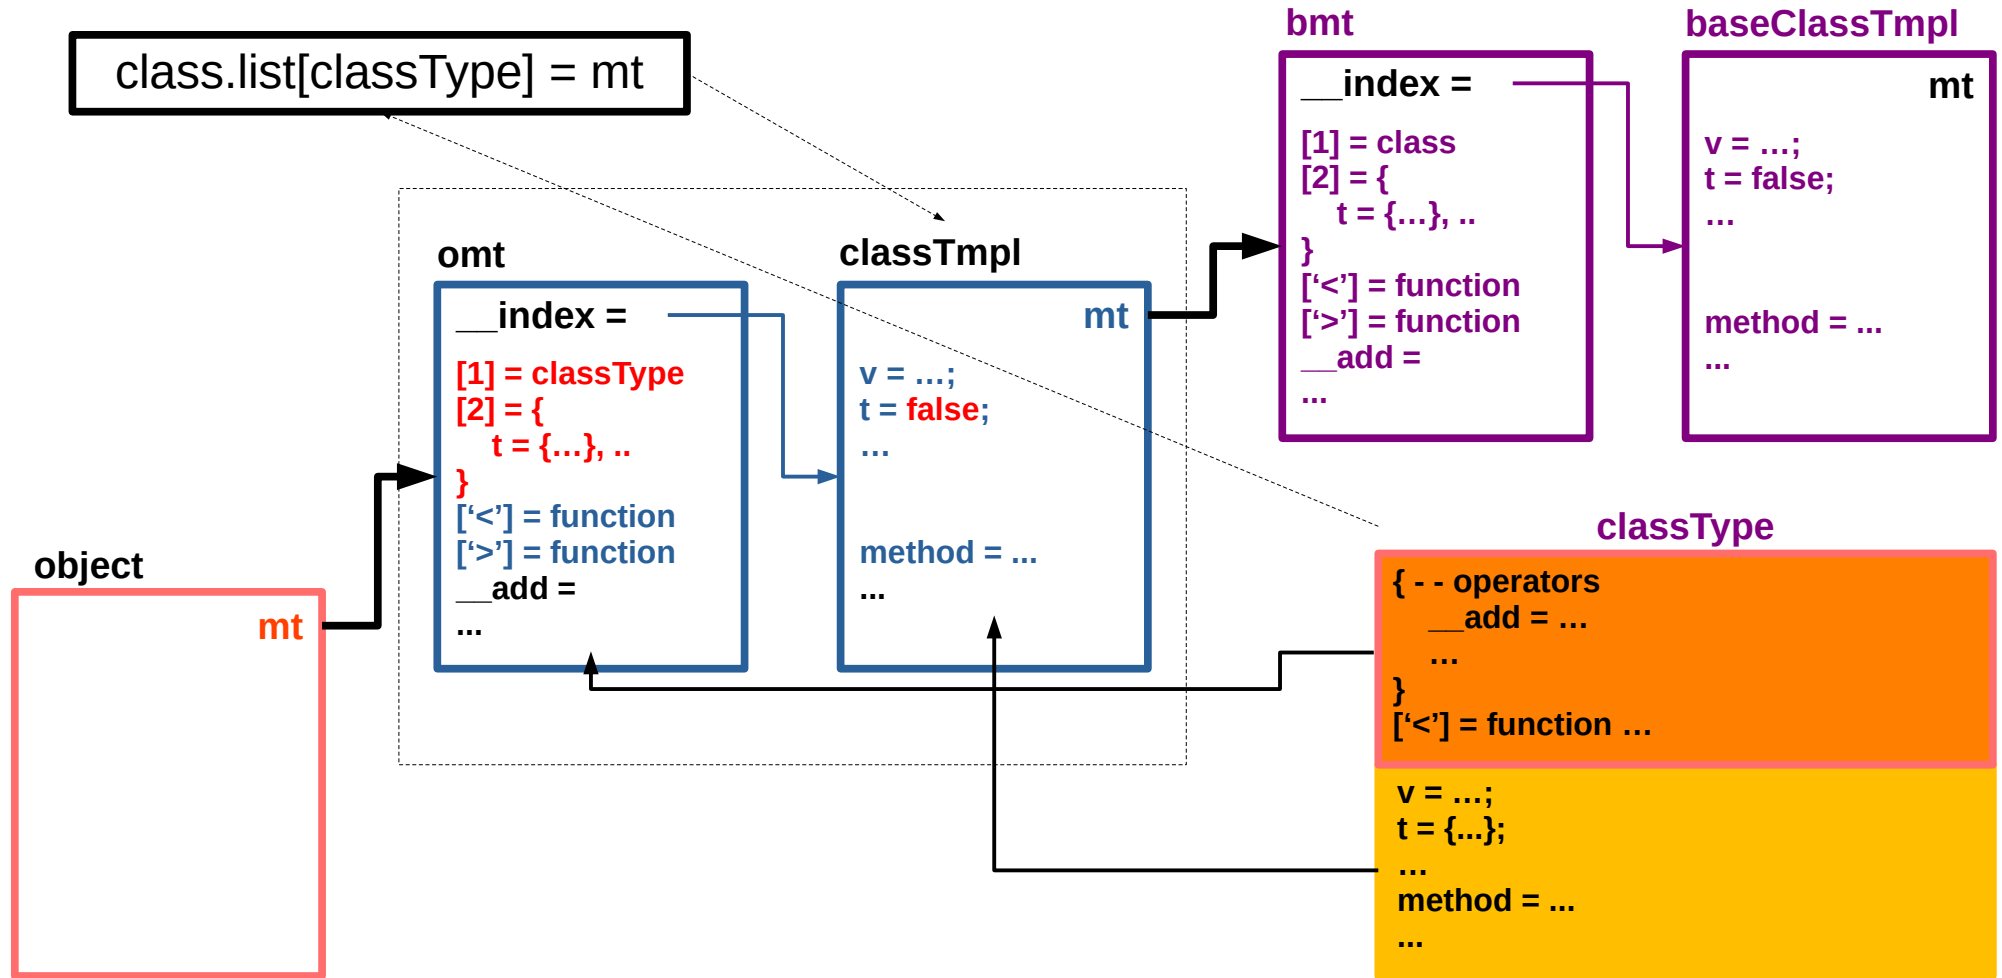 class.list[classType] = mt
bmt
__index =
[1] = class
[2] = {
t = {…}, ..
}
[‘<’] = function
[‘>’] = function
__add =
...
baseClassTmpl
mt
v = …;
t = false;
…
method = ...
...
omt
__index =
[1] = classType
[2] = {
t = {…}, ..
}
[‘<’] = function
[‘>’] = function
__add =
...
classTmpl
mt
v = …;
t = false;
…
method = ...
...
object
mt
classType
{ - - operators
__add = …
…
}
[‘<’] = function …
v = …;
t = {...};
…
method = ...
...